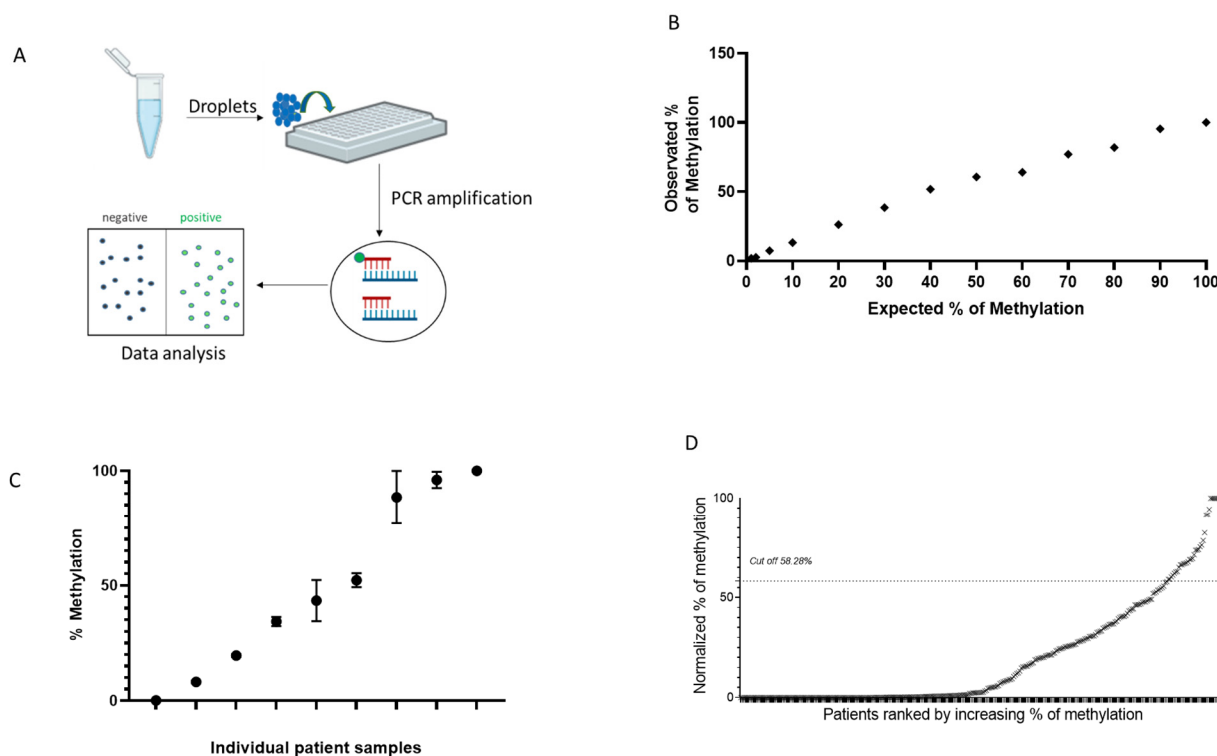 A
Droplets
PCR amplification
negative positive
Data analysis
B
150
100
50
0
Observated %
of Methylation
0 10 20 30 40 50 60 70 80 90 100
Expected % of Methylation
C
100
50
0
% Methylation
Individual patient samples
D
100
50
0
Normalized % of methylation
Cut off 58.28%
Patients ranked by increasing % of methylation